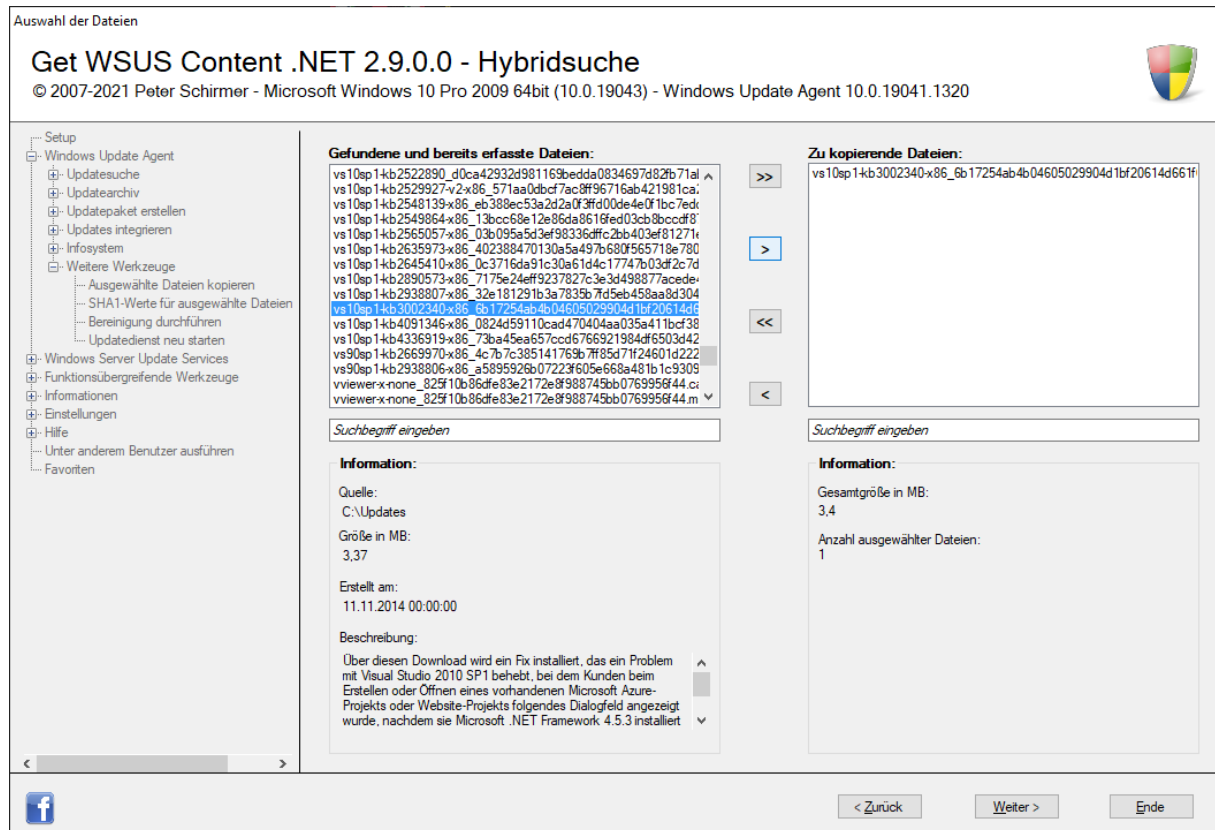 Auswahl der Dateien
Get WSUS Content .NET 2.9.0.0 - Hybridsuche
© 2007-2021 Peter Schirmer - Microsoft Windows 10 Pro 2009 64bit (10.0.19043) - Windows Update Agent 10.0.19041.1320
Setup
Windows Update Agent
Updatesuche
Updatearchiv
Updatepaket erstellen
Updates integrieren
Infosystem
Weitere Werkzeuge
Ausgewählte Dateien kopieren
SHA1-Werte für ausgewählte Dateien
Bereinigung durchführen
Updatedienst neu starten
Windows Server Update Services
Funktionsübergreifende Werkzeuge
Informationen
Einstellungen
Hilfe
Unter anderem Benutzer ausführen
Favoriten
Gefundene und bereits erfasste Dateien:
vs10sp1-kb2522890_d0ca42932d981169bedda0834697d82fb71al
vs10sp1-kb2529927-v2-x86_571aa0dbcf7ac8ff96716ab421981ca2
vs10sp1-kb2548139-x86_eb388ec53a2d2a0f3ffd00de4e0f1bc7edc
vs10sp1-kb2549864-x86_13bcc68e12e86da8616fed03cb8bccdf8
vs10sp1-kb2565057-x86_03b095a5d3ef98336dffc2bb403ef81271e
vs10sp1-kb2635973-x86_402388470130a5a497b680f565718e780
vs10sp1-kb2645410-x86_0c3716da91c30a61d4c17747b03df2c7d
vs10sp1-kb2890573-x86_7175e24eff9237827c3e3d498877acede
vs10sp1-kb2938807-x86_32e181291b3a7835b7fd5eb458aa8d304
vs10sp1-kb3002340-x86_6b17254ab4b04605029904d1bf20614d6
vs10sp1-kb4091346-x86_0824d59110cad470404aa035a411bcf38
vs10sp1-kb4336919-x86_73ba45ea657ccd6766921984df6503d42
vs90sp1-kb2669970-x86_4c7b7c385141769b7ff85d71f24601d222
vs90sp1-kb2938806-x86_a5895926b07223f605e668a481b1c9309
vviewer-x-none_825f10b86dfe83e2172e8f988745bb0769956f44.ca
vviewer-x-none_825f10b86dfe83e2172e8f988745bb0769956f44.m
Suchbegriff eingeben
>>
>
<<
<
Zu kopierende Dateien:
vs10sp1-kb3002340-x86_6b17254ab4b04605029904d1bf20614d661f
Suchbegriff eingeben
Information:
Quelle:
C:\Updates
Größe in MB:
3,37
Erstellt am:
11.11.2014 00:00:00
Beschreibung:
Über diesen Download wird ein Fix installiert, das ein Problem
mit Visual Studio 2010 SP1 behebt, bei dem Kunden beim
Erstellen oder Öffnen eines vorhandenen Microsoft Azure-
Projekts oder Website-Projekts folgendes Dialogfeld angezeigt
wurde, nachdem sie Microsoft .NET Framework 4.5.3 installiert
Information:
Gesamtgröße in MB:
3,4
Anzahl ausgewählter Dateien:
1
< Zurück
Weiter >
Ende